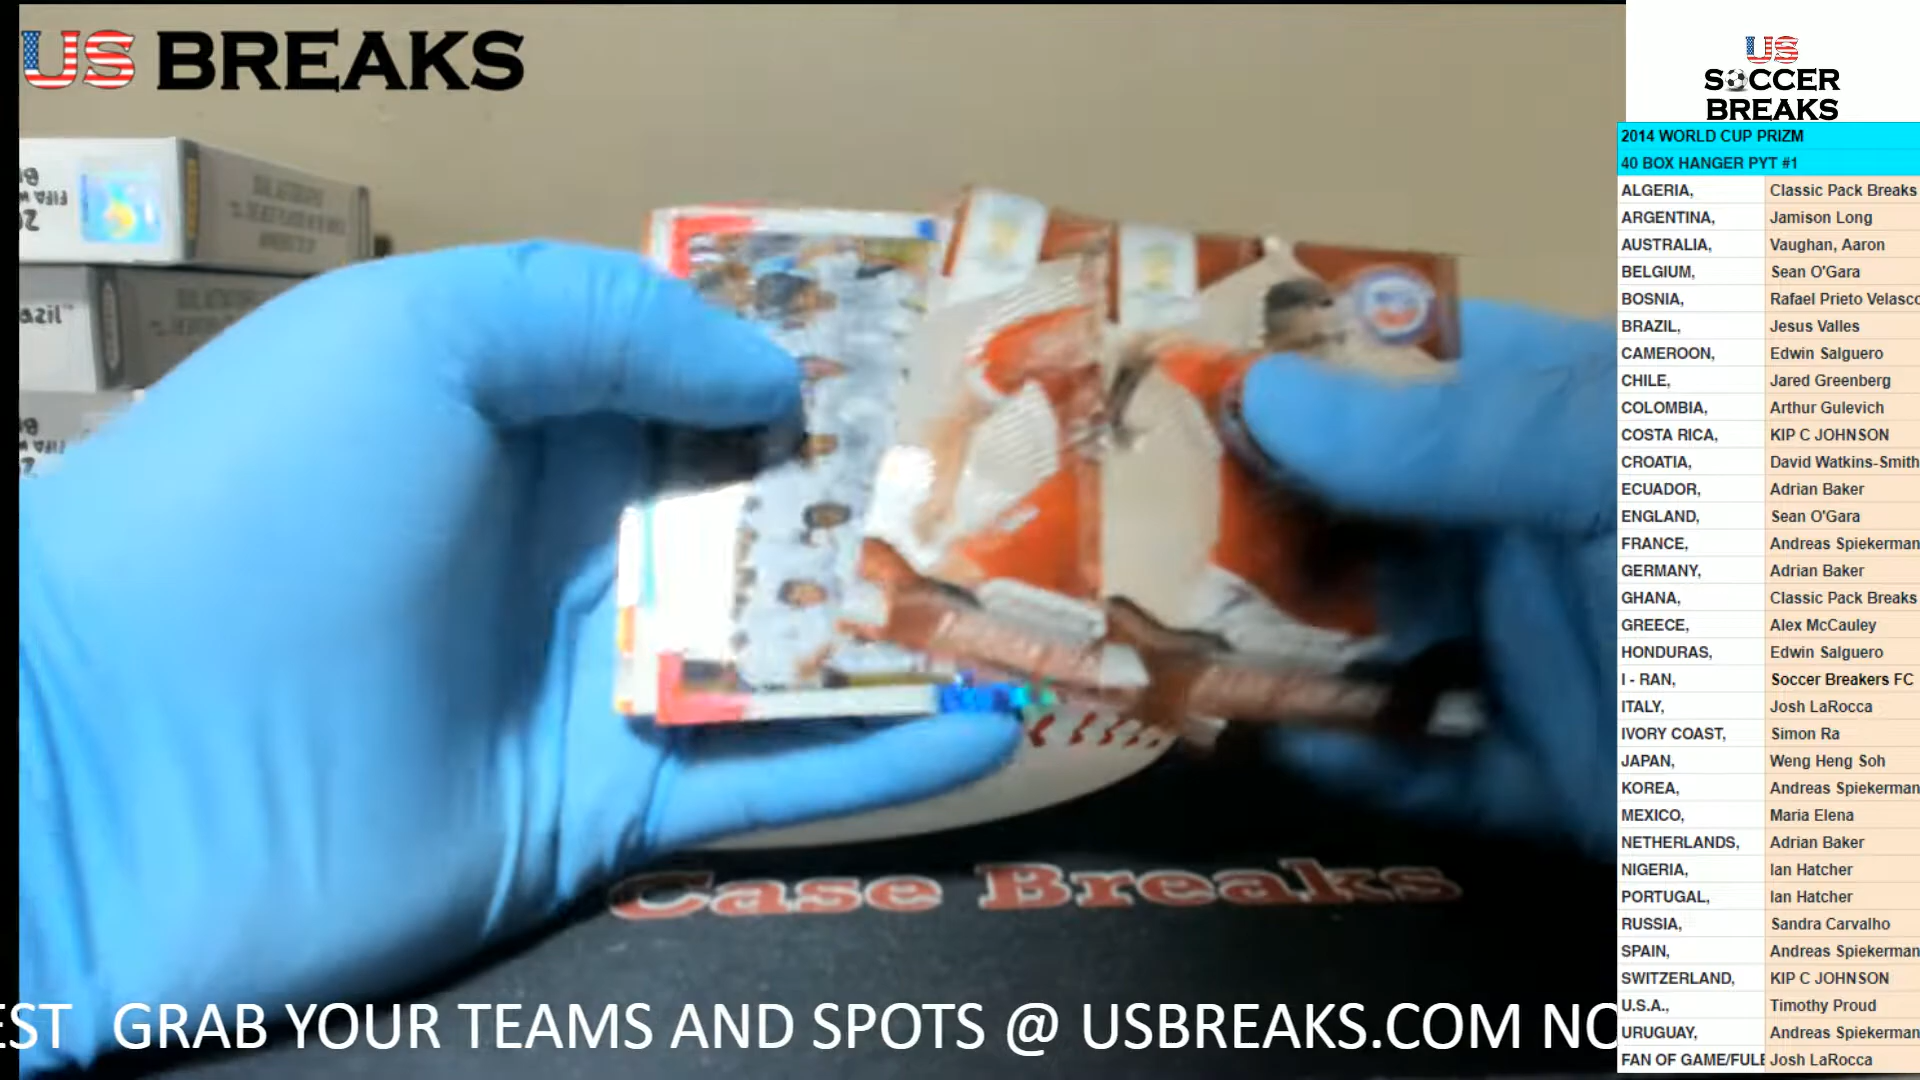 US BREAKS
US
SOCCER
BREAKS
2014 WORLD CUP PRIZM
40 BOX HANGER PYT #1
ALGERIA, Classic Pack Breaks
ARGENTINA, Jamison Long
AUSTRALIA, Vaughan, Aaron
BELGIUM, Sean O'Gara
BOSNIA, Rafael Prieto Velasco
BRAZIL, Jesus Valles
CAMEROON, Edwin Salguero
CHILE, Jared Greenberg
COLOMBIA, Arthur Gulevich
COSTA RICA, KIP C JOHNSON
CROATIA, David Watkins-Smith
ECUADOR, Adrian Baker
ENGLAND, Sean O'Gara
FRANCE, Andreas Spiekerman
GERMANY, Adrian Baker
GHANA, Classic Pack Breaks
GREECE, Alex McCauley
HONDURAS, Edwin Salguero
I - RAN, Soccer Breakers FC
ITALY, Josh LaRocca
IVORY COAST, Simon Ra
JAPAN, Weng Heng Soh
KOREA, Andreas Spiekerman
MEXICO, Maria Elena
NETHERLANDS, Adrian Baker
NIGERIA, Ian Hatcher
PORTUGAL, Ian Hatcher
RUSSIA, Sandra Carvalho
SPAIN, Andreas Spiekerman
SWITZERLAND, KIP C JOHNSON
U.S.A., Timothy Proud
URUGUAY, Andreas Spiekerman
FAN OF GAME/FULE Josh LaRocca
azil™
Case Breaks
EST GRAB YOUR TEAMS AND SPOTS @ USBREAKS.COM NO